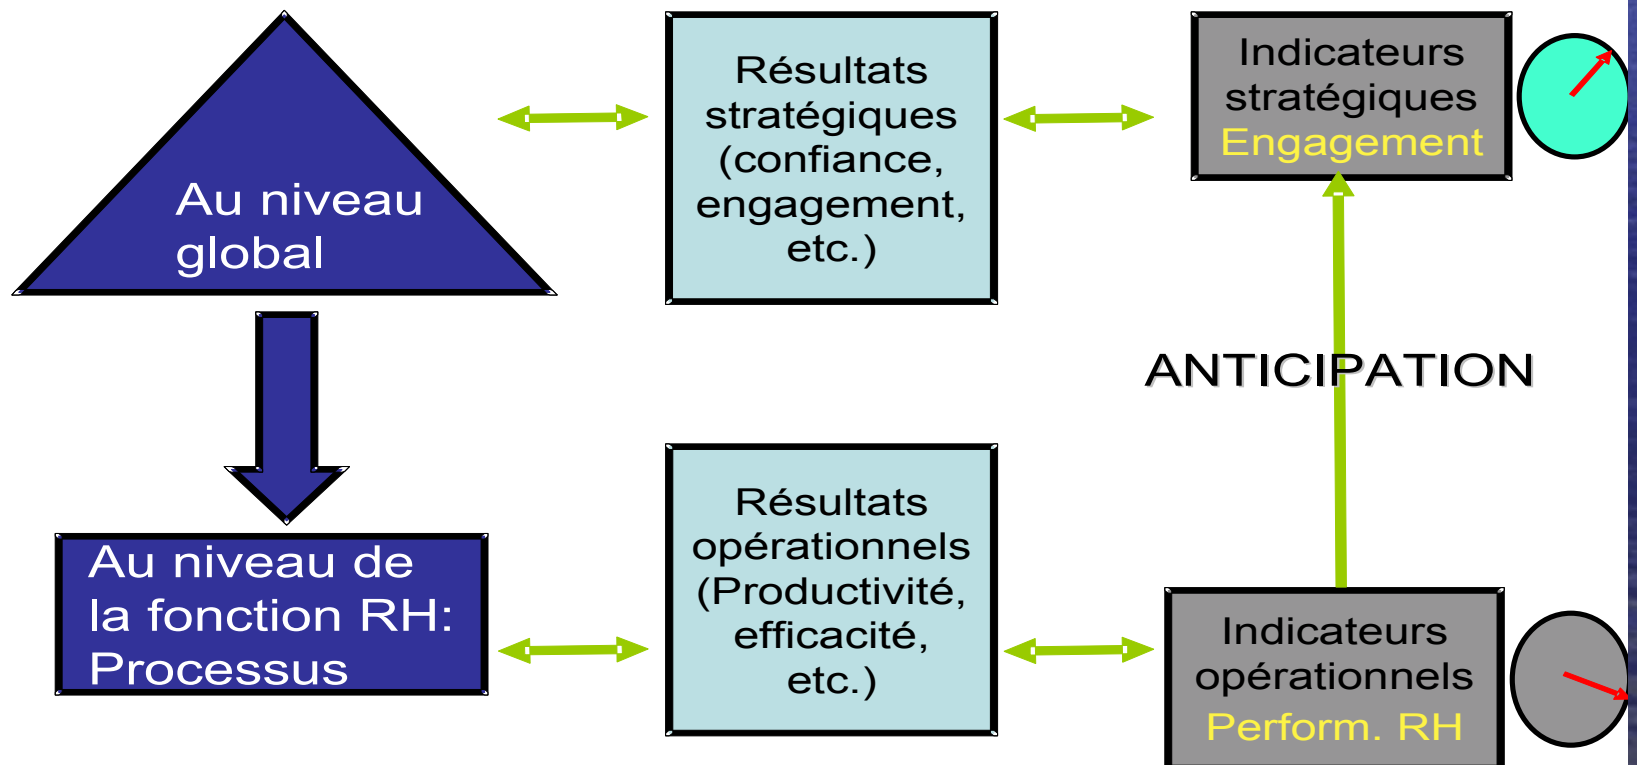 Au niveau
global
Résultats
stratégiques
(confiance,
engagement,
etc.)
Indicateurs
stratégiques
Engagement
ANTICIPATION
Au niveau de
la fonction RH:
Processus
Résultats
opérationnels
(Productivité,
efficacité,
etc.)
Indicateurs
opérationnels
Perform. RH